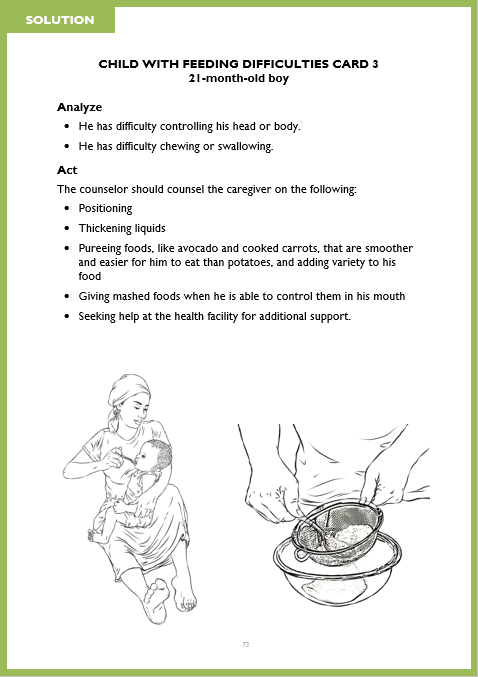 SOLUTION
CHILD WITH FEEDING DIFFICULTIES CARD 3
21-month-old boy
Analyze
• He has difficulty controlling his head or body.
• He has difficulty chewing or swallowing.
Act
The counselor should counsel the caregiver on the following:
• Positioning
• Thickening liquids
• Pureeing foods, like avocado and cooked carrots, that are smoother
and easier for him to eat than potatoes, and adding variety to his
food
• Giving mashed foods when he is able to control them in his mouth
• Seeking help at the health facility for additional support.
73